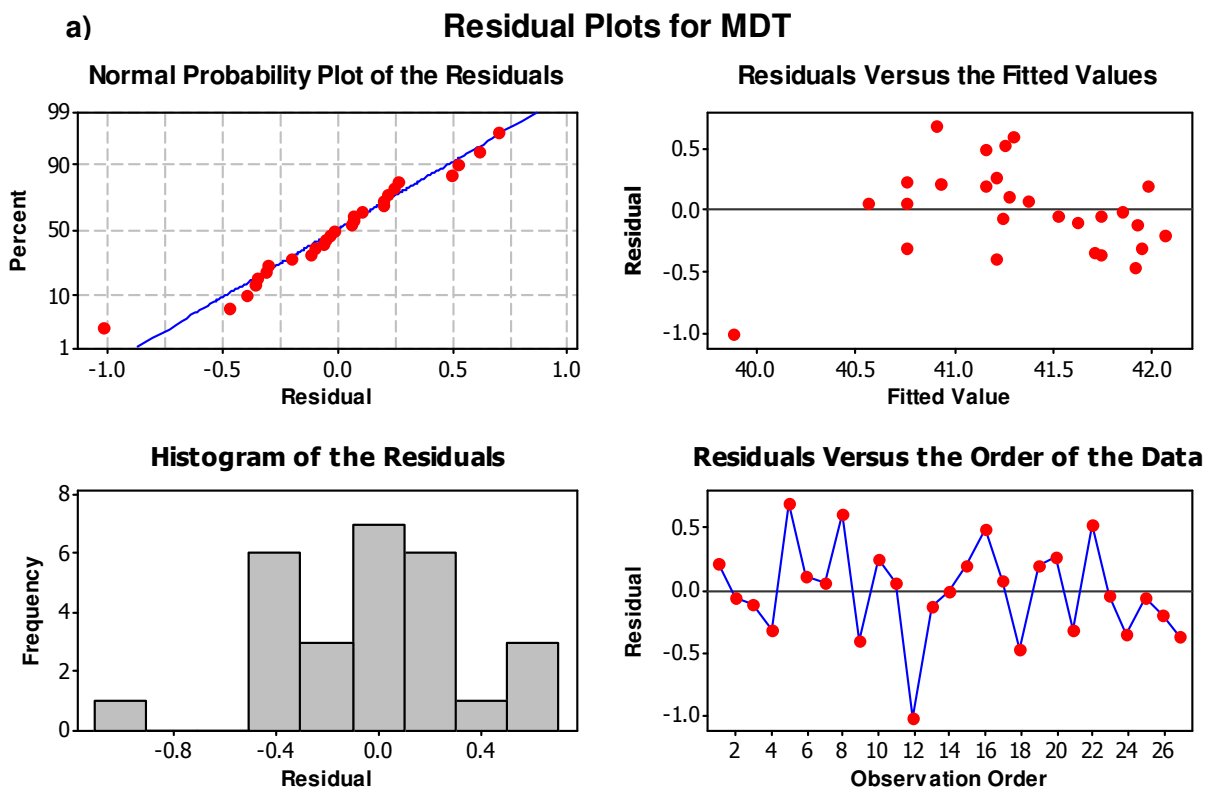 a) Residual Plots for MDT
Normal Probability Plot of the Residuals
Percent
99
90
50
10
1
-1.0 -0.5 0.0 0.5 1.0
Residual
Residuals Versus the Fitted Values
Residual
0.5
0.0
-0.5
-1.0
40.0 40.5 41.0 41.5 42.0
Fitted Value
Histogram of the Residuals
Frequency
8
6
4
2
0
-0.8 -0.4 0.0 0.4
Residual
Residuals Versus the Order of the Data
Residual
0.5
0.0
-0.5
-1.0
2 4 6 8 10 12 14 16 18 20 22 24 26
Observation Order